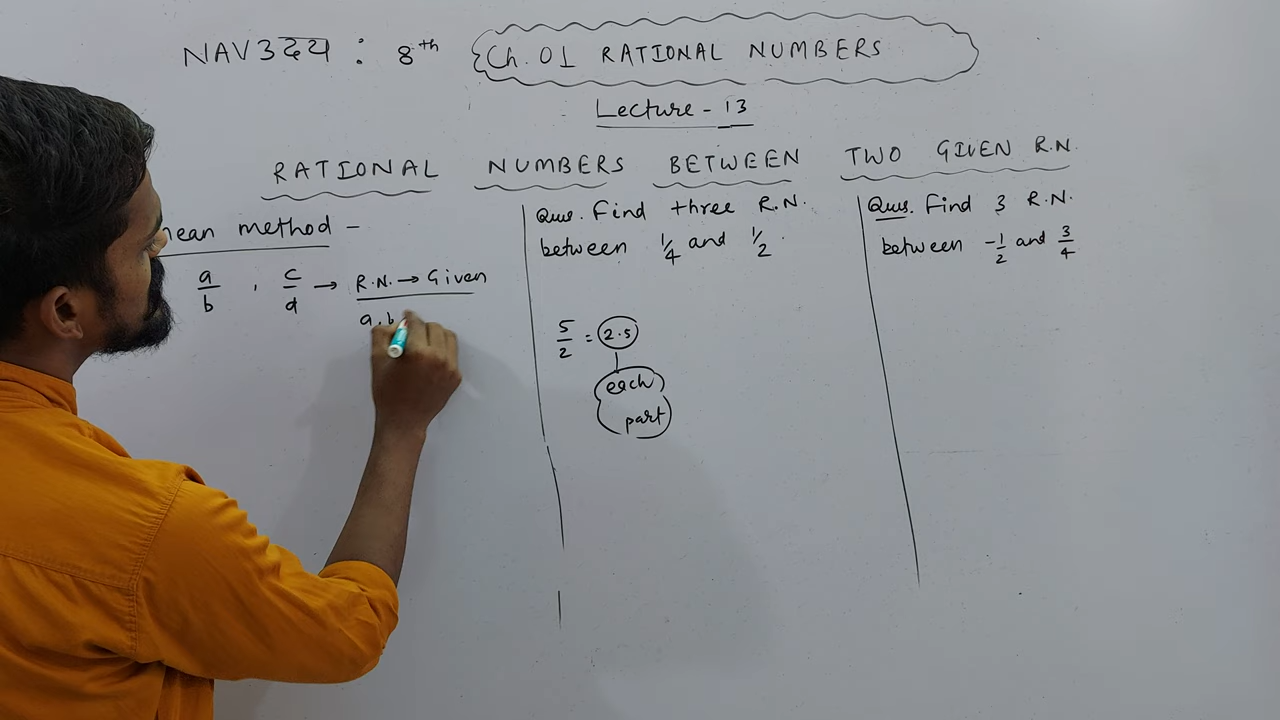 NAV322L : 8th Ch. 01 RATIONAL NUMBERS
Lecture - 13
RATIONAL NUMBERS BETWEEN TWO GIVEN R.N.
mean method -
a/b , c/d → R.N. → Given
a, b
Ques. Find three R.N.
between 1/4 and 1/2 .
5/2 = 2.5
each
part
Ques. Find 3 R.N.
between -1/2 and 3/4